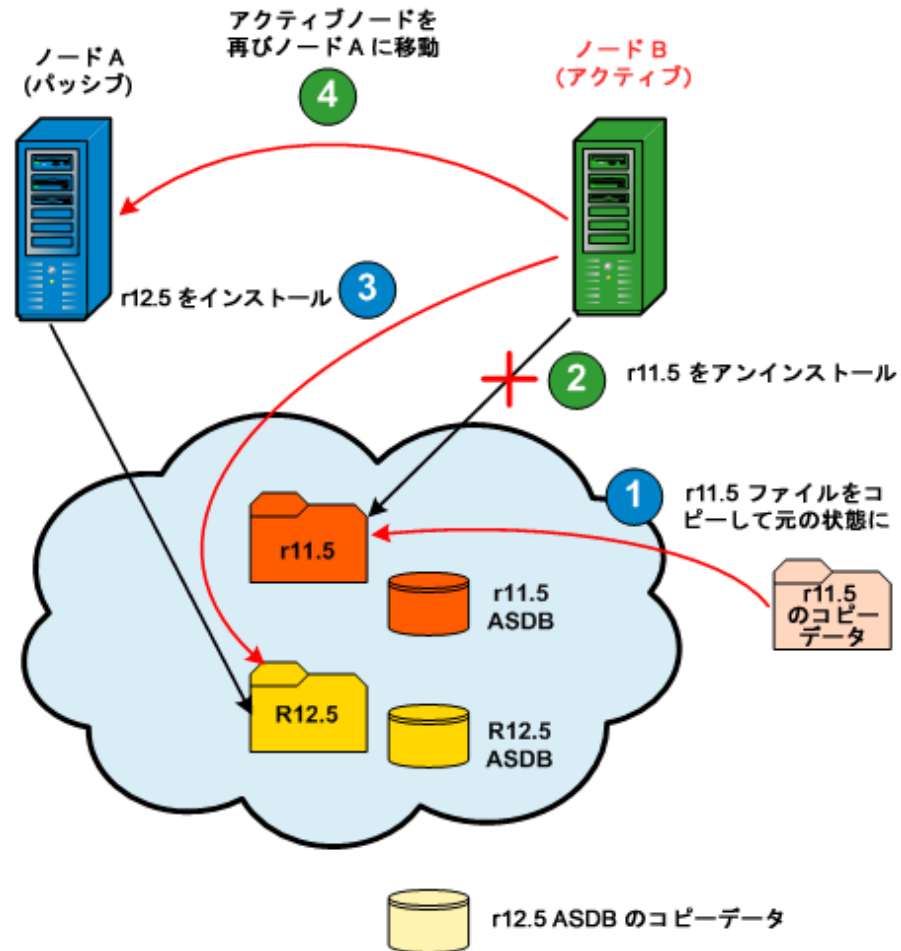 アクティブノードを
再びノード A に移動
ノード A
(パッシブ)
ノード B
(アクティブ)
4
r12.5 をインストール
3
2
r11.5 をアンインストール
1
r11.5 ファイルをコ
ピーして元の状態に
r11.5
r11.5
ASDB
r11.5
のコピー
データ
R12.5
R12.5
ASDB
r12.5 ASDB のコピーデータ